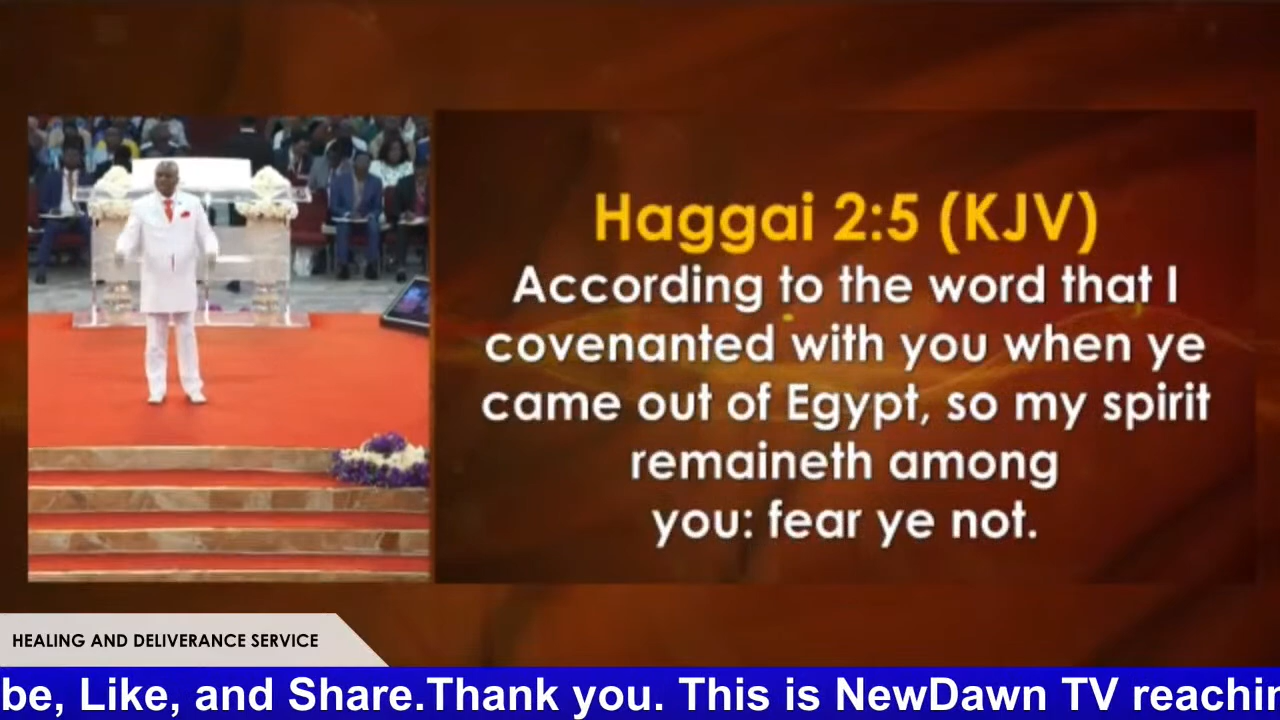 Haggai 2:5 (KJV)
According to the word that I
covenanted with you when ye
came out of Egypt, so my spirit
remaineth among
you: fear ye not.
HEALING AND DELIVERANCE SERVICE
be, Like, and Share.Thank you. This is NewDawn TV reachin